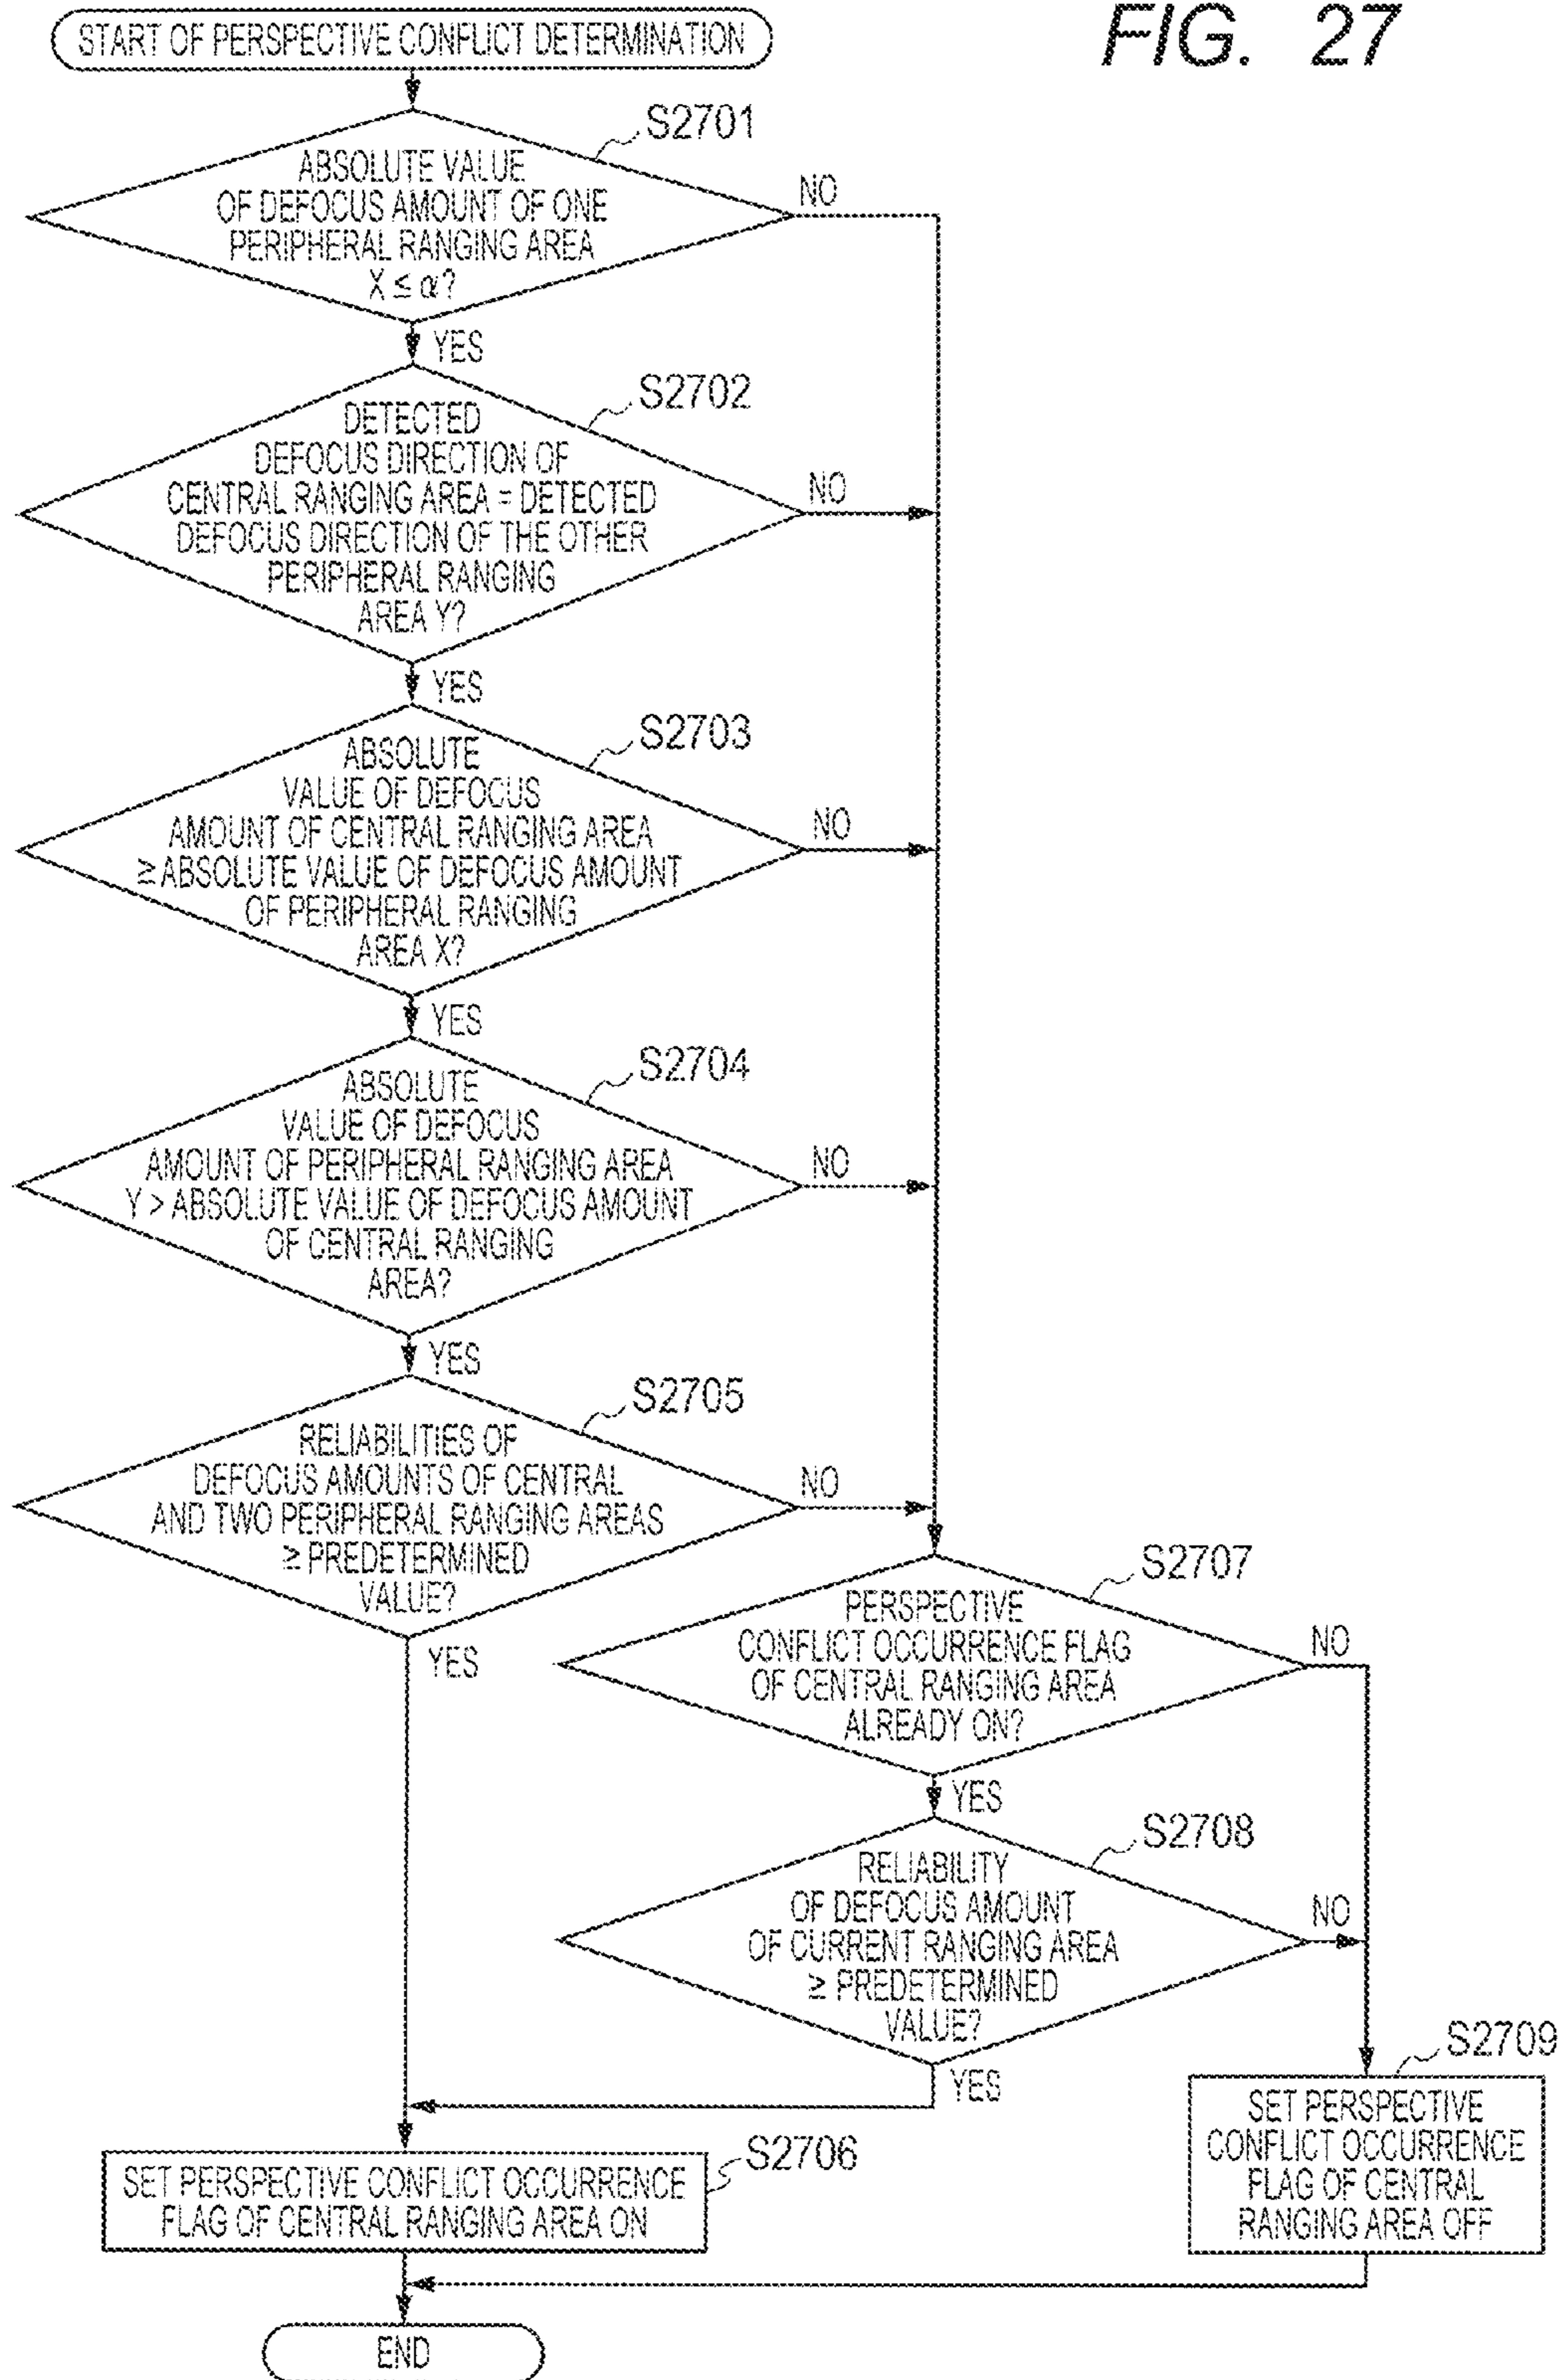 FIG. 27
START OF PERSPECTIVE CONFLICT DETERMINATION
S2701
ABSOLUTE VALUE
OF DEFOCUS AMOUNT OF ONE
PERIPHERAL RANGING AREA
X ≤ α?
NO
YES
S2702
DETECTED
DEFOCUS DIRECTION OF
CENTRAL RANGING AREA = DETECTED
DEFOCUS DIRECTION OF THE OTHER
PERIPHERAL RANGING
AREA Y?
NO
YES
S2703
ABSOLUTE
VALUE OF DEFOCUS
AMOUNT OF CENTRAL RANGING AREA
≥ ABSOLUTE VALUE OF DEFOCUS AMOUNT
OF PERIPHERAL RANGING
AREA X?
NO
YES
S2704
ABSOLUTE
VALUE OF DEFOCUS
AMOUNT OF PERIPHERAL RANGING AREA
Y > ABSOLUTE VALUE OF DEFOCUS AMOUNT
OF CENTRAL RANGING
AREA?
NO
YES
S2705
RELIABILITIES OF
DEFOCUS AMOUNTS OF CENTRAL
AND TWO PERIPHERAL RANGING AREAS
≥ PREDETERMINED
VALUE?
NO
YES
S2707
PERSPECTIVE
CONFLICT OCCURRENCE FLAG
OF CENTRAL RANGING AREA
ALREADY ON?
NO
YES
S2708
RELIABILITY
OF DEFOCUS AMOUNT
OF CURRENT RANGING AREA
≥ PREDETERMINED
VALUE?
NO
YES
S2709
SET PERSPECTIVE
CONFLICT OCCURRENCE
FLAG OF CENTRAL
RANGING AREA OFF
S2706
SET PERSPECTIVE CONFLICT OCCURRENCE
FLAG OF CENTRAL RANGING AREA ON
END